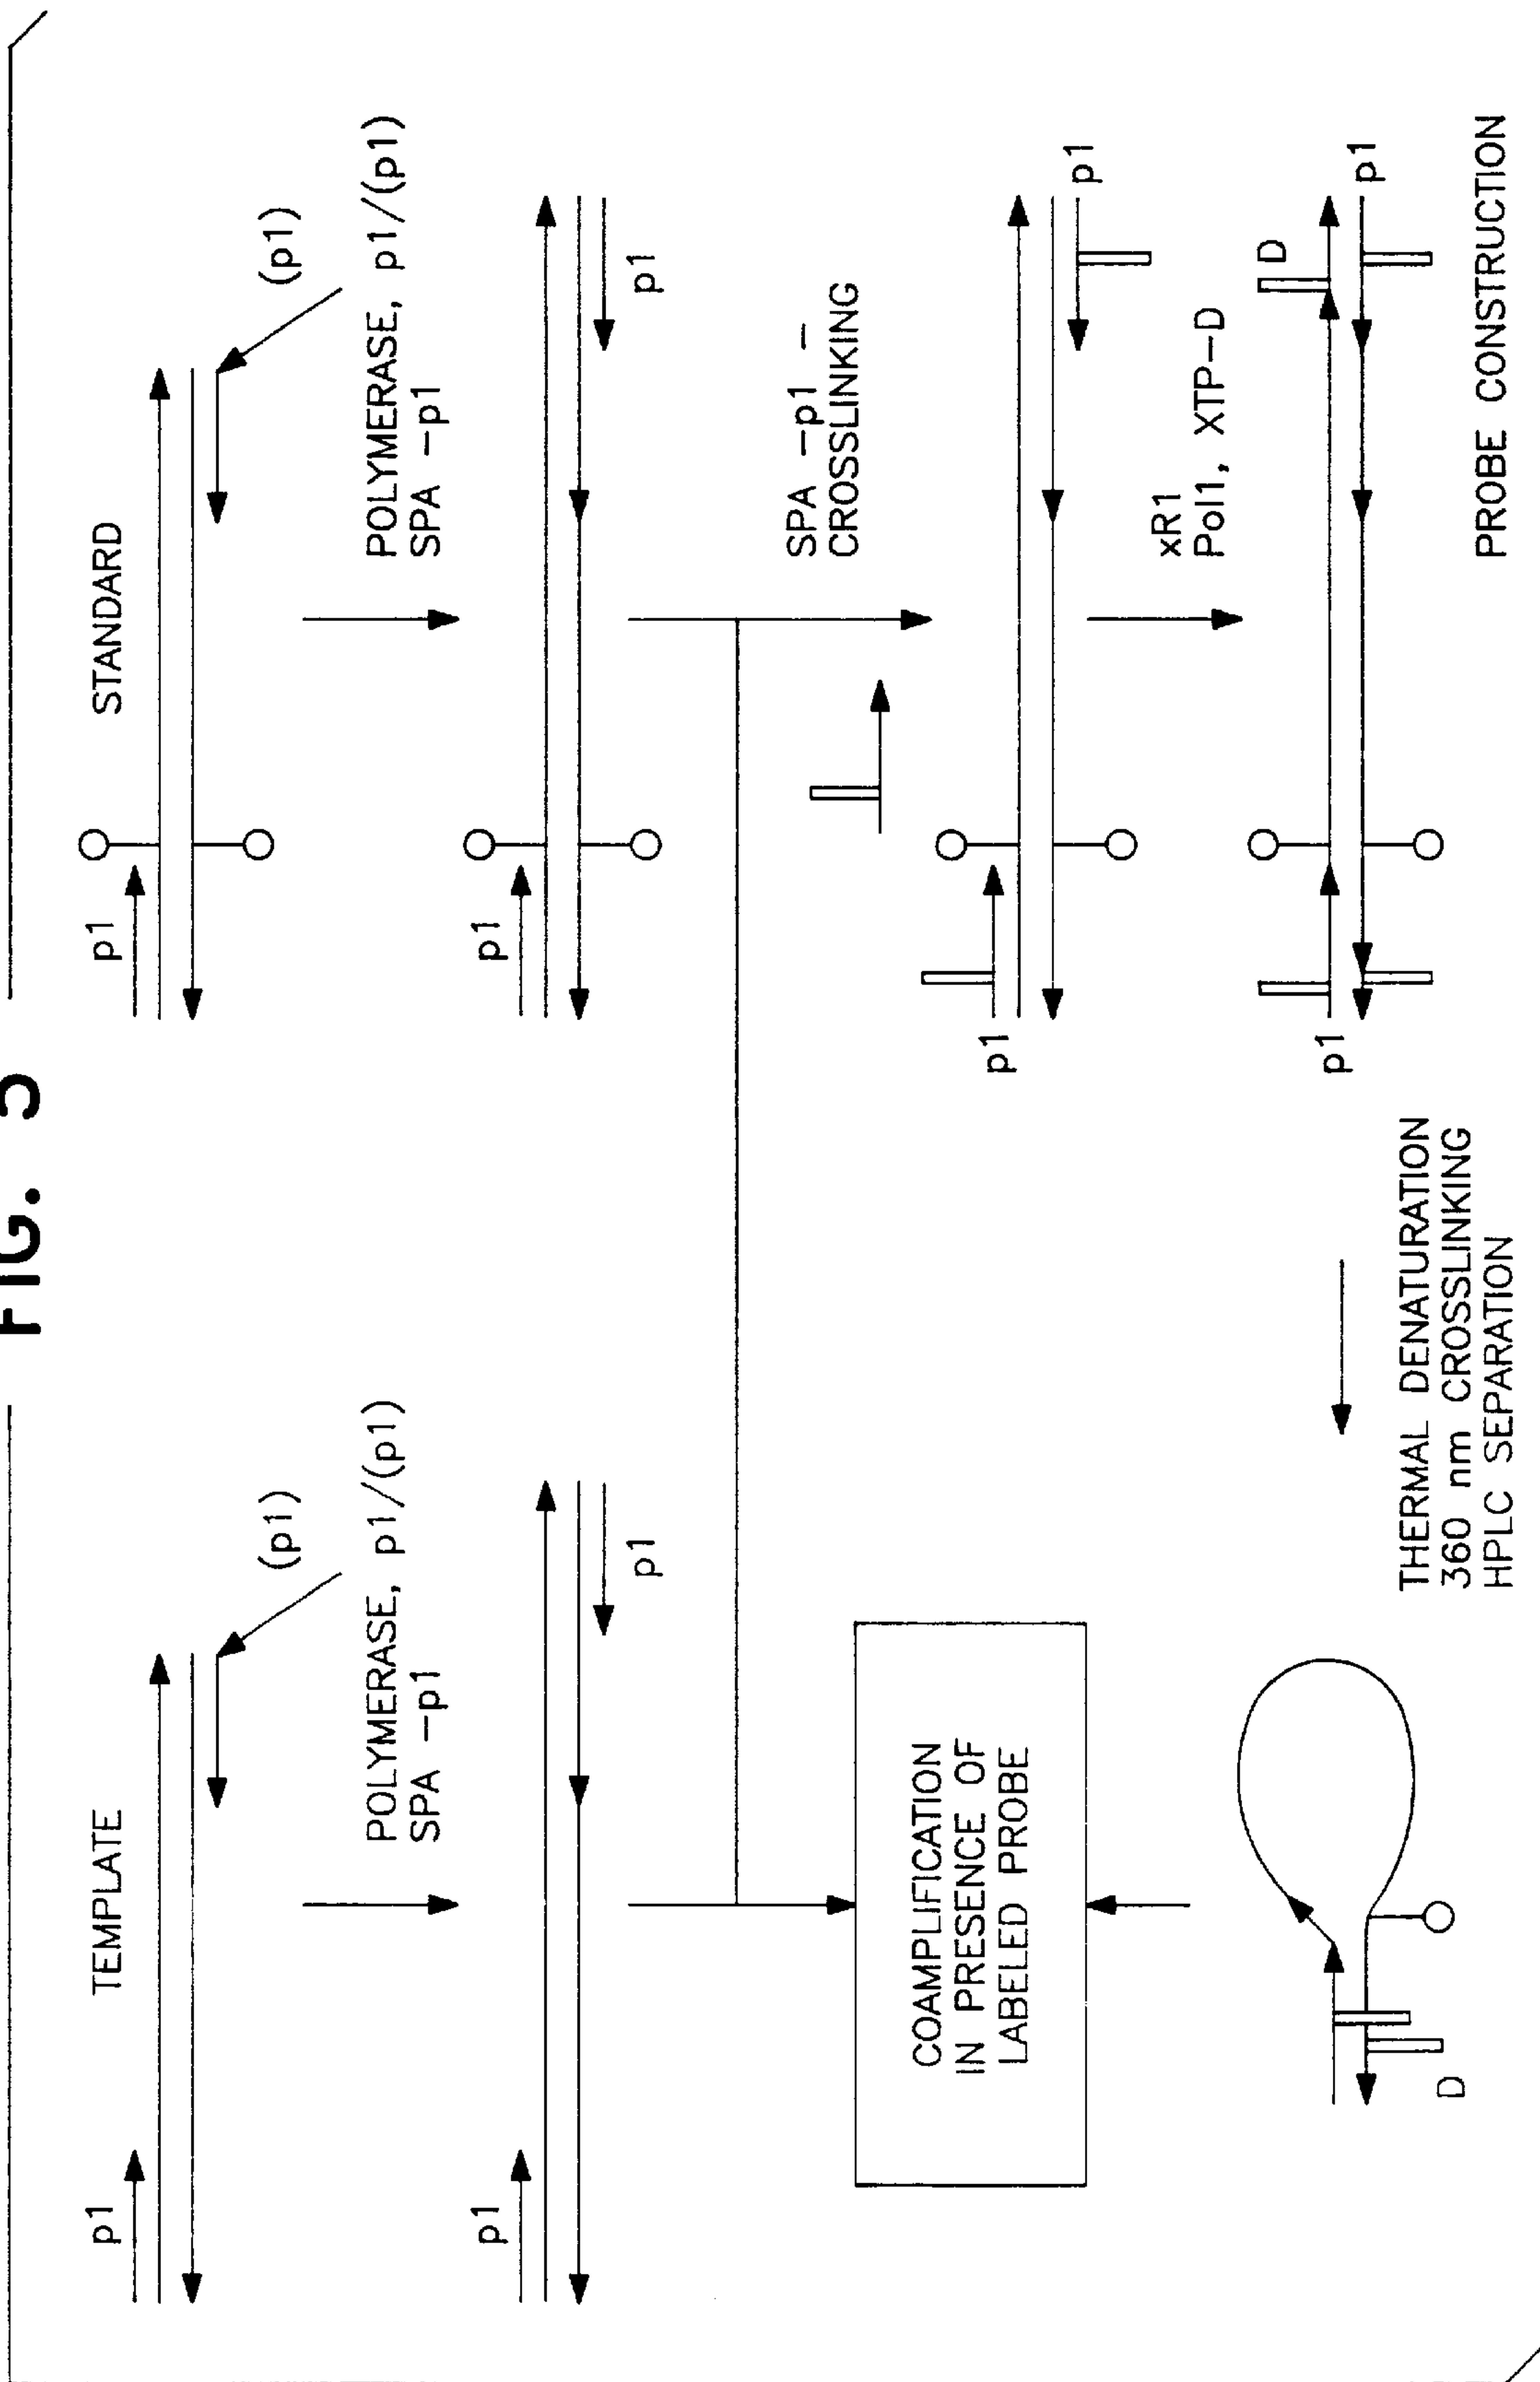 FIG. 5
TEMPLATE
p1
(p1)
POLYMERASE, p1/(p1)
SPA -p1
p1
p1
STANDARD
p1
(p1)
POLYMERASE, p1/(p1)
SPA -p1
p1
p1
SPA -p1 -
CROSSLINKING
p1
p1
xR1
Pol1, XTP-D
D
p1
p1
PROBE CONSTRUCTION
THERMAL DENATURATION
360 nm CROSSLINKING
HPLC SEPARATION
COAMPLIFICATION
IN PRESENCE OF
LABELED PROBE
D